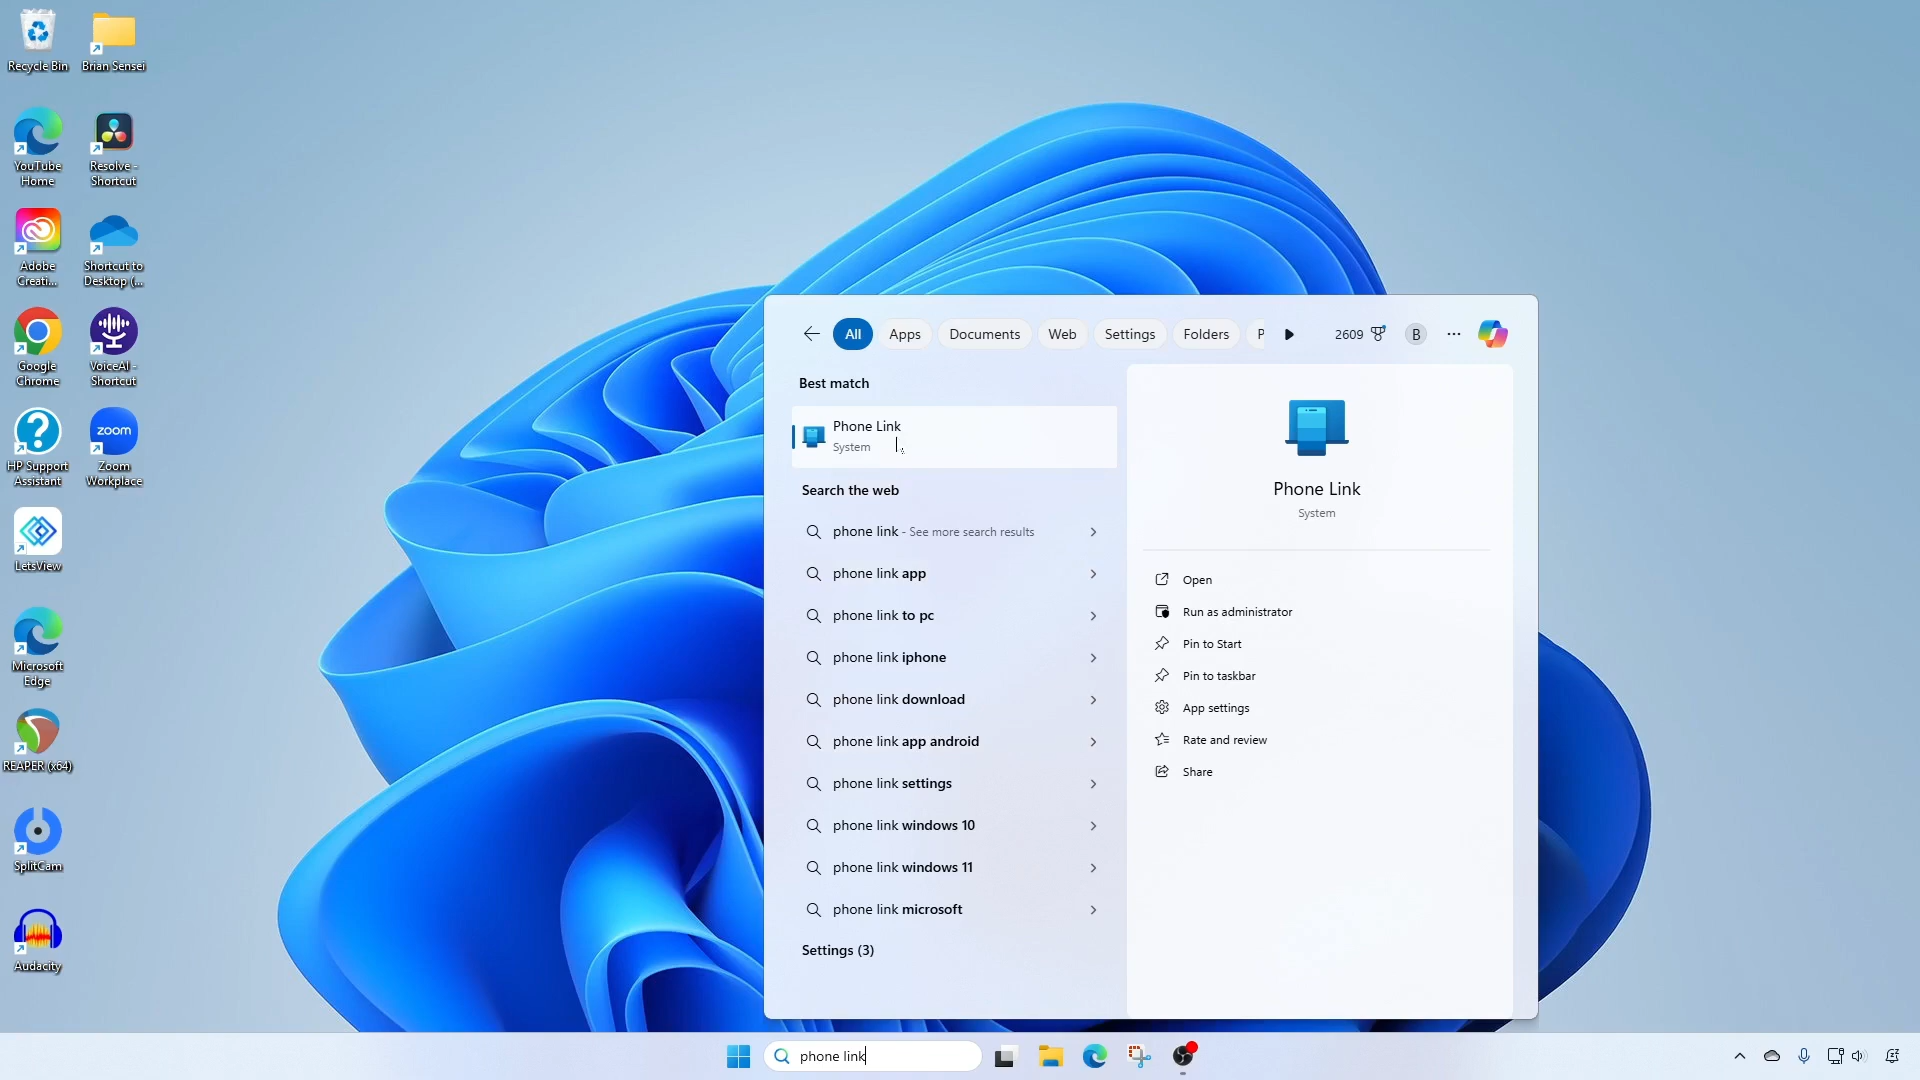 Recycle Bin
Brian Sensei
YouTube
Home
Resolve -
Shortcut
Adobe
Creati...
Shortcut to
Desktop (...
Google
Chrome
VoiceAI -
Shortcut
HP Support
Assistant
zoom
Zoom
Workplace
LetsView
Microsoft
Edge
REAPER (x64)
SplitCam
Audacity
All
Apps
Documents
Web
Settings
Folders
P
2609
B
Best match
Phone Link
System
Search the web
phone link - See more search results
phone link app
phone link to pc
phone link iphone
phone link download
phone link app android
phone link settings
phone link windows 10
phone link windows 11
phone link microsoft
Settings (3)
Phone Link
System
Open
Run as administrator
Pin to Start
Pin to taskbar
App settings
Rate and review
Share
phone link